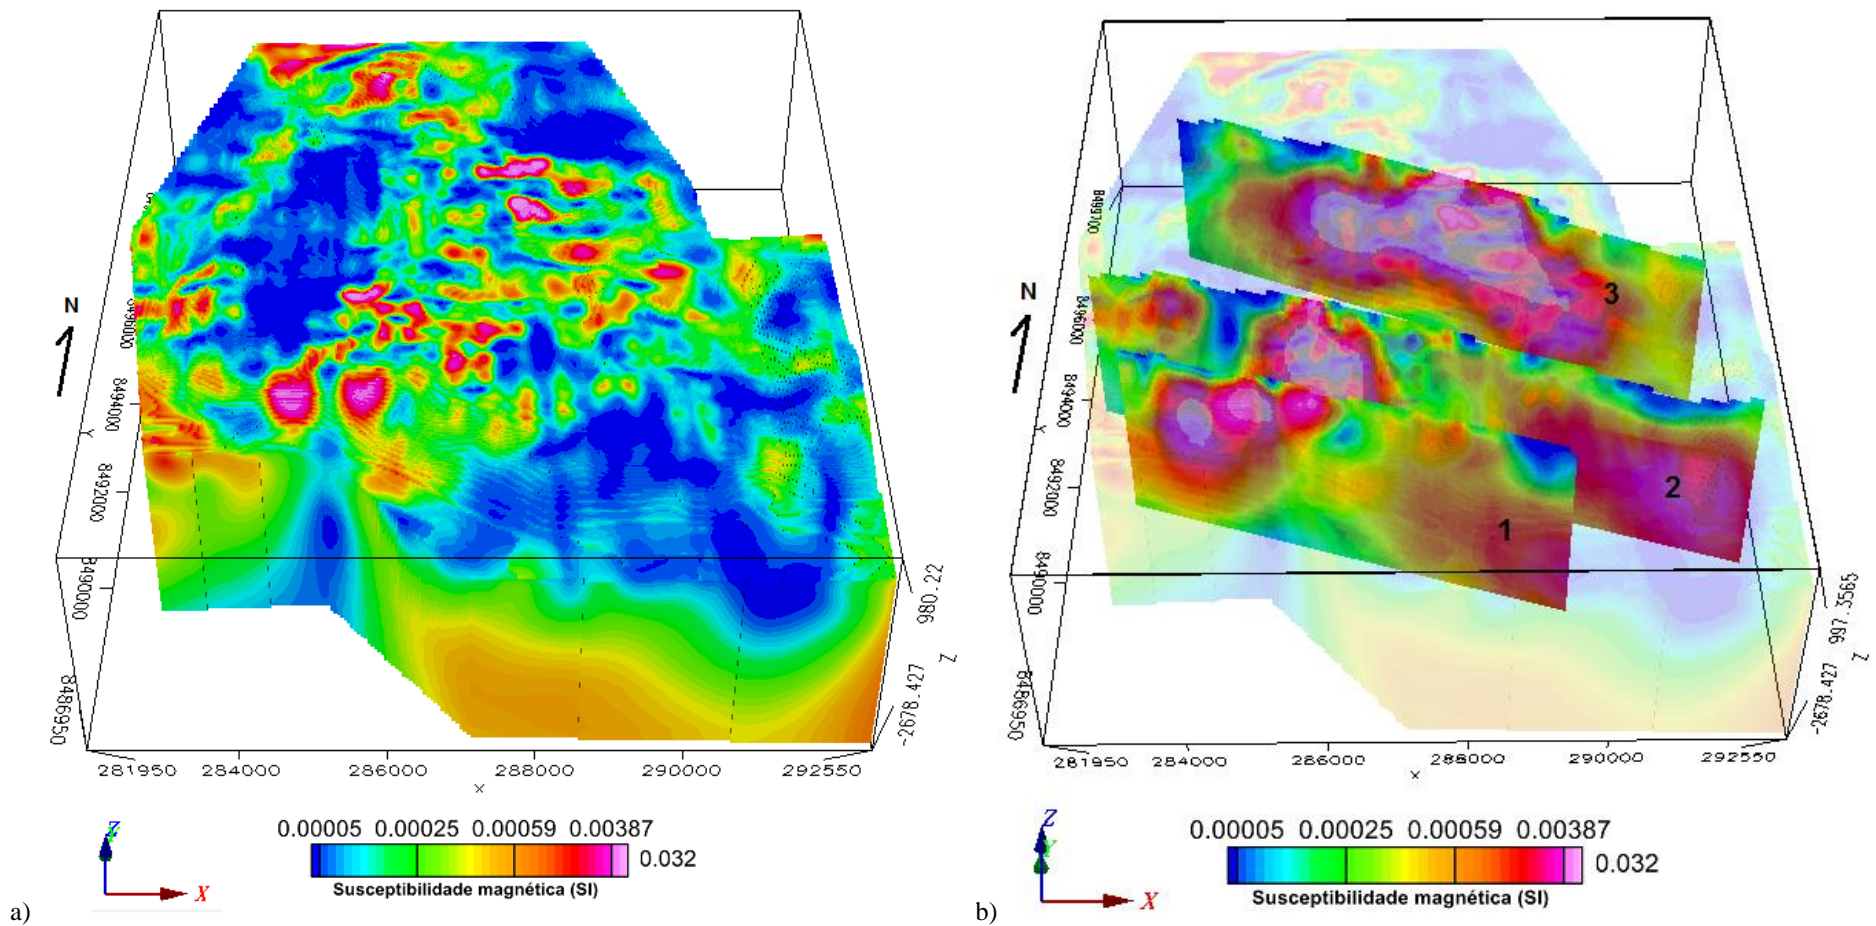 N
8499700
8496000
8494000
Y
8492000
8490000
8486950
281950 284000 286000 288000 290000 292550
X
980.22
Z
-2678.427
Z
Y
X
0.00005 0.00025 0.00059 0.00387
0.032
Susceptibilidade magnética (SI)
a)
N
8496000
8494000
Y
8492000
8490000
8486950
281950 284000 286000 288000 290000 292550
X
997.3565
Z
-2678.427
3
2
1
Z
Y
X
0.00005 0.00025 0.00059 0.00387
0.032
Susceptibilidade magnética (SI)
b)